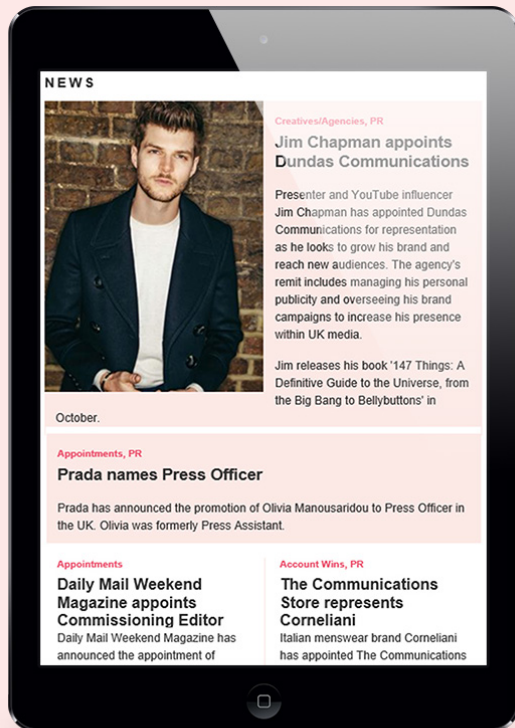 NEWS
Creatives/Agencies, PR
Jim Chapman appoints
Dundas Communications
Presenter and YouTube influencer
Jim Chapman has appointed Dundas
Communications for representation
as he looks to grow his brand and
reach new audiences. The agency's
remit includes managing his personal
publicity and overseeing his brand
campaigns to increase his presence
within UK media.
Jim releases his book '147 Things: A
Definitive Guide to the Universe, from
the Big Bang to Bellybuttons' in
October.
Appointments, PR
Prada names Press Officer
Prada has announced the promotion of Olivia Manousaridou to Press Officer in
the UK. Olivia was formerly Press Assistant.
Appointments
Daily Mail Weekend
Magazine appoints
Commissioning Editor
Daily Mail Weekend Magazine has
announced the appointment of
Account Wins, PR
The Communications
Store represents
Corneliani
Italian menswear brand Corneliani
has appointed The Communications